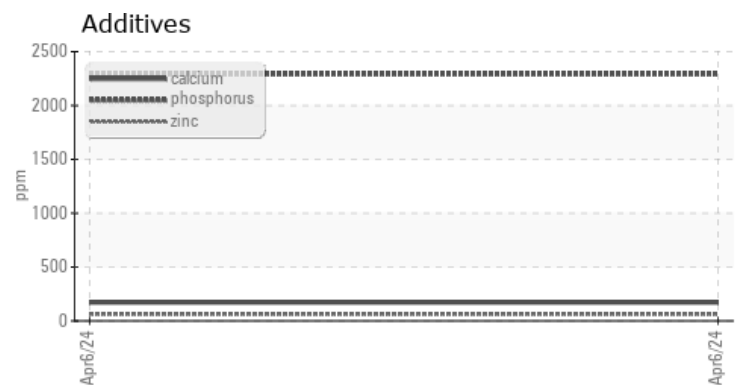 Additives
2500
2000
1500
1000
500
0
ppm
calcium
phosphorus
zinc
Apr6/24
Apr6/24